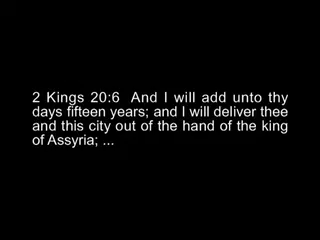 2 Kings 20:6  And I will add unto thy
days fifteen years; and I will deliver thee
and this city out of the hand of the king
of Assyria; ...